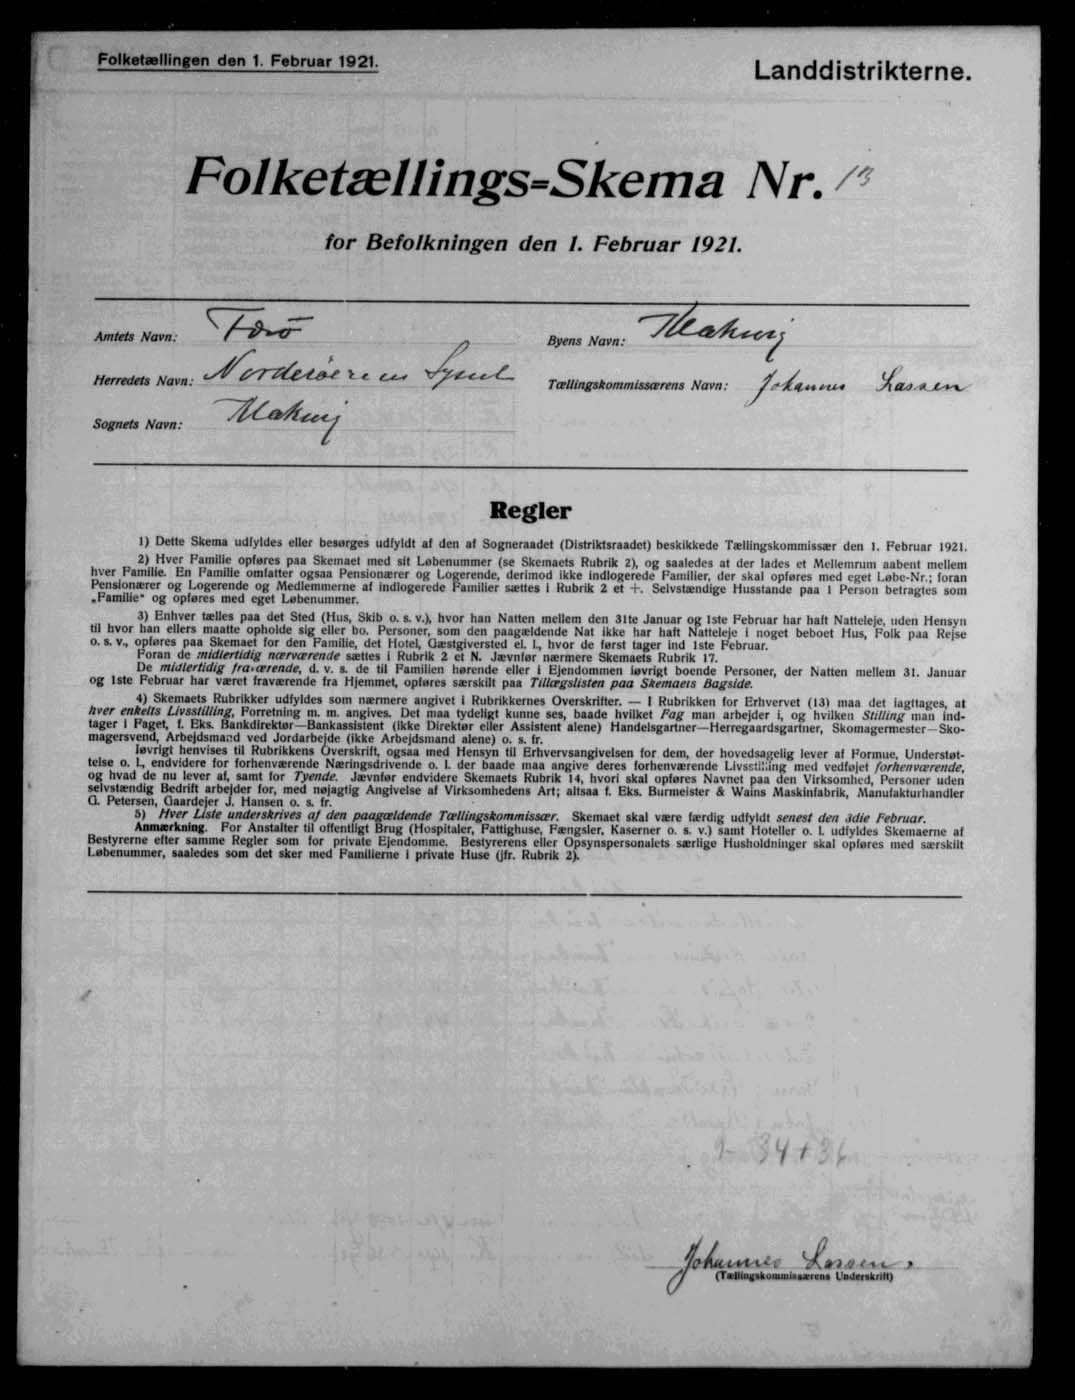 Folketællingen den 1. Februar 1921.
Landdistrikterne.
Folketællings=Skema Nr. 13
for Befolkningen den 1. Februar 1921.
Amtets Navn: Færö
Byens Navn:
Herredets Navn: Norderöernes Syssel
Tællingskommissærens Navn: Johannes Lassen
Sognets Navn:
Regler
1) Dette Skema udfyldes eller besørges udfyldt af den af Sogneraadet (Distriktsraadet) beskikkede Tællingskommissær den 1. Februar 1921.
2) Hver Familie opføres paa Skemaet med sit Løbenummer (se Skemaets Rubrik 2), og saaledes at der lades et Mellemrum aabent mellem
hver Familie. En Familie omfatter ogsaa Pensionærer og Logerende, derimod ikke indlogerede Familier, der skal opføres med eget Løbe-Nr.; foran
Pensionærer og Logerende og Medlemmerne af indlogerede Familier sættes i Rubrik 2 et +. Selvstændige Husstande paa 1 Person betragtes som
„Familie“ og opføres med eget Løbenummer.
3) Enhver tælles paa det Sted (Hus, Skib o. s. v.), hvor han Natten mellem den 31te Januar og 1ste Februar har haft Natteleje, uden Hensyn
til hvor han ellers maatte opholde sig eller bo. Personer, som den paagældende Nat ikke har haft Natteleje i noget beboet Hus, Folk paa Rejse
o. s. v., opføres paa Skemaet for den Familie, det Hotel, Gæstgiversted el. l., hvor de først tager ind 1ste Februar.
Foran de midlertidig nærværende sættes i Rubrik 2 et N. Jævnfør nærmere Skemaets Rubrik 17.
De midlertidig fraværende, d. v. s. de til Familien hørende eller i Ejendommen iøvrigt boende Personer, der Natten mellem 31. Januar
og 1ste Februar har været fraværende fra Hjemmet, opføres særskilt paa Tillægslisten paa Skemaets Bagside.
4) Skemaets Rubrikker udfyldes som nærmere angivet i Rubrikkernes Overskrifter. — I Rubrikken for Erhvervet (13) maa det iagttages, at
hver enkelts Livsstilling, Forretning m. m. angives. Det maa tydeligt kunne ses, baade hvilket Fag man arbejder i, og hvilken Stilling man ind-
tager i Faget, f. Eks. Bankdirektør—Bankassistent (ikke Direktør eller Assistent alene) Handelsgartner—Herregaardsgartner, Skomagermester—Sko-
magersvend, Arbejdsmand ved Jordarbejde (ikke Arbejdsmand alene) o. s. fr.
Iøvrigt henvises til Rubrikkens Overskrift, ogsaa med Hensyn til Erhvervsangivelsen for dem, der hovedsagelig lever af Formue, Understøt-
telse o. l., endvidere for forhenværende Næringsdrivende o. l. der baade maa angive deres forhenværende Livsstilling med vedføjet forhenværende,
og hvad de nu lever af, samt for Tyende. Jævnfør endvidere Skemaets Rubrik 14, hvori skal opføres Navnet paa den Virksomhed, Personer uden
selvstændig Bedrift arbejder for, med nøjagtig Angivelse af Virksomhedens Art; altsaa f. Eks. Burmeister & Wains Maskinfabrik, Manufakturhandler
G. Petersen, Gaardejer J. Hansen o. s. fr.
5) Hver Liste underskrives af den paagældende Tællingskommissær. Skemaet skal være færdig udfyldt senest den 3die Februar.
Anmærkning. For Anstalter til offentligt Brug (Hospitaler, Fattighuse, Fængsler, Kaserner o. s. v.) samt Hoteller o. l. udfyldes Skemaerne af
Bestyrerne efter samme Regler som for private Ejendomme. Bestyrerens eller Opsynspersonalets særlige Husholdninger skal opføres med særskilt
Løbenummer, saaledes som det sker med Familierne i private Huse (jfr. Rubrik 2).
34 + 36
Johannes Lassen.
(Tællingskommissærens Underskrift)